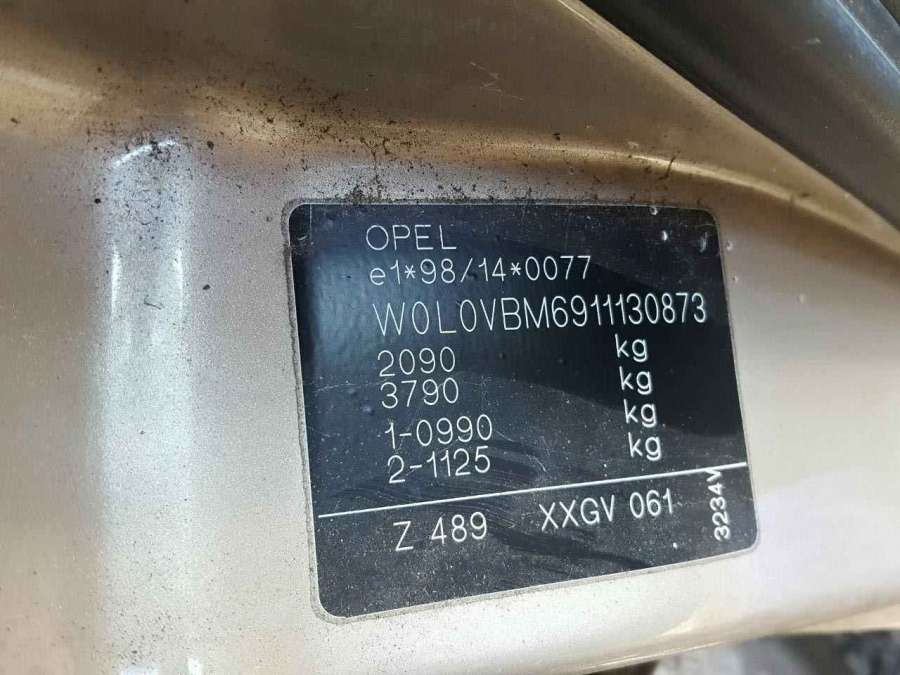 OPEL
e1*98/14*0077
W0L0VBM6911130873
2090 kg
3790 kg
1-0990 kg
2-1125 kg
Z 489 XXGV 061
3234V